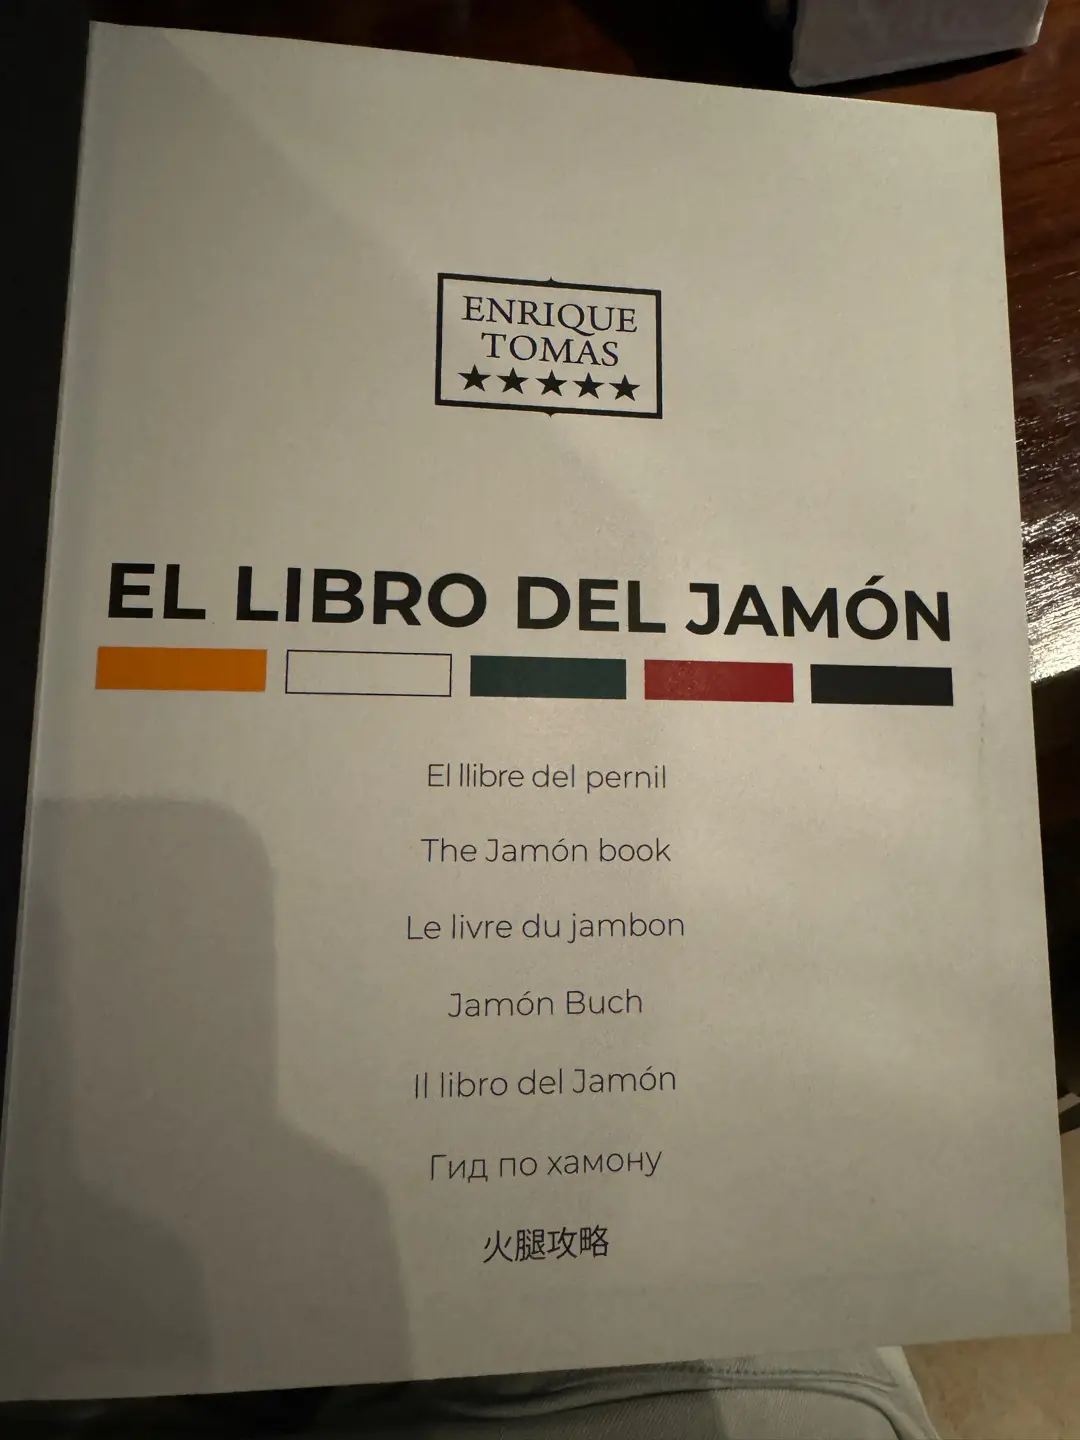 ENRIQUE
TOMAS
★★★★★
EL LIBRO DEL JAMÓN
El llibre del pernil
The Jamón book
Le livre du jambon
Jamón Buch
Il libro del Jamón
Гид по хамону
火腿攻略